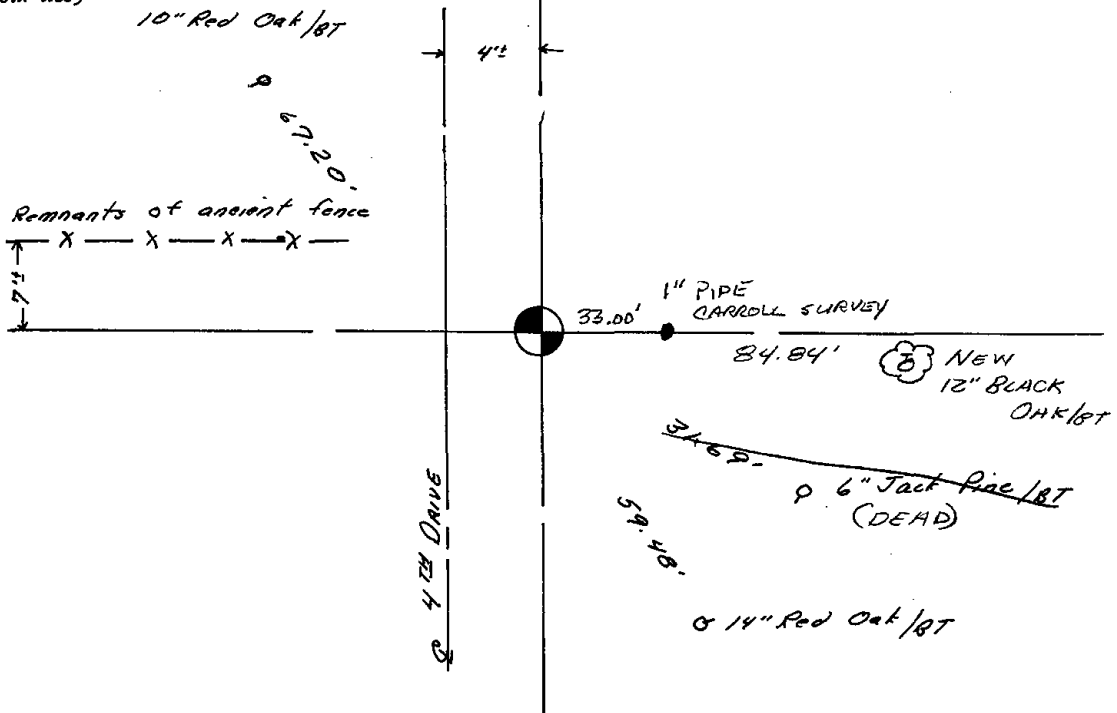 10" Red Oak/BT
4'±
67.20'
Remnants of ancient fence
X X X X
7'±
1" PIPE
CARROLL SURVEY
33.00'
84.84'
NEW
12" BLACK
OAK/BT
6" Jack Pine/BT
(DEAD)
59.48'
14" Red Oak/BT
4TH DRIVE